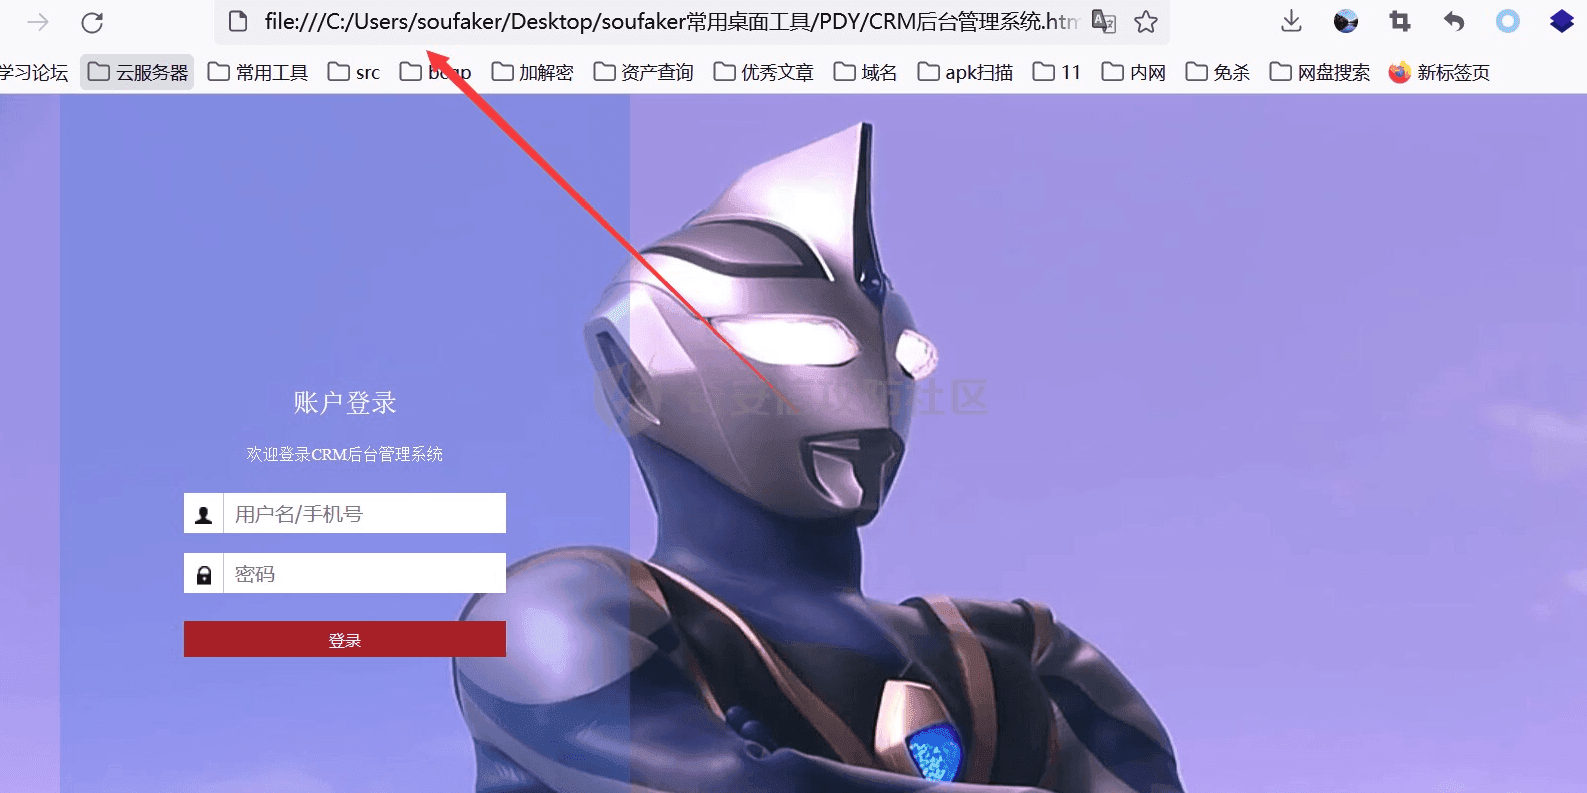 file:///C:/Users/soufaker/Desktop/soufaker常用桌面工具/PDY/CRM后台管理系统.htm
学习论坛 云服务器 常用工具 src 加解密 资产查询 优秀文章 域名 apk扫描 11 内网 免杀 网盘搜索 新标签页
奇安信攻防社区
账户登录
欢迎登录CRM后台管理系统
用户名/手机号
密码
登录